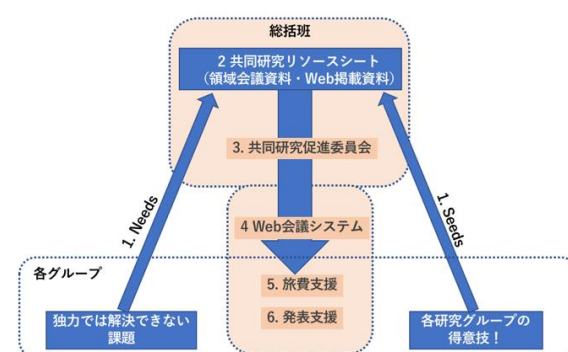 総括班
2 共同研究リソースシート
（領域会議資料・Web掲載資料）
3. 共同研究促進委員会
1. Needs
1. Seeds
4 Web会議システム
各グループ
5. 旅費支援
6. 発表支援
独力では解決できない
課題
各研究グループの
得意技！